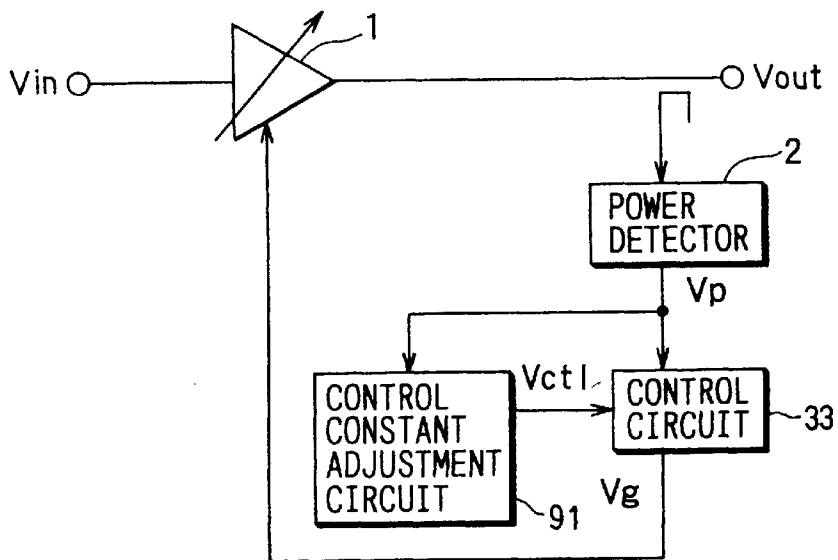 1
Vin
Vout
2
POWER
DETECTOR
Vp
Vctl
CONTROL
CONSTANT
ADJUSTMENT
CIRCUIT
CONTROL
CIRCUIT
33
91
Vg